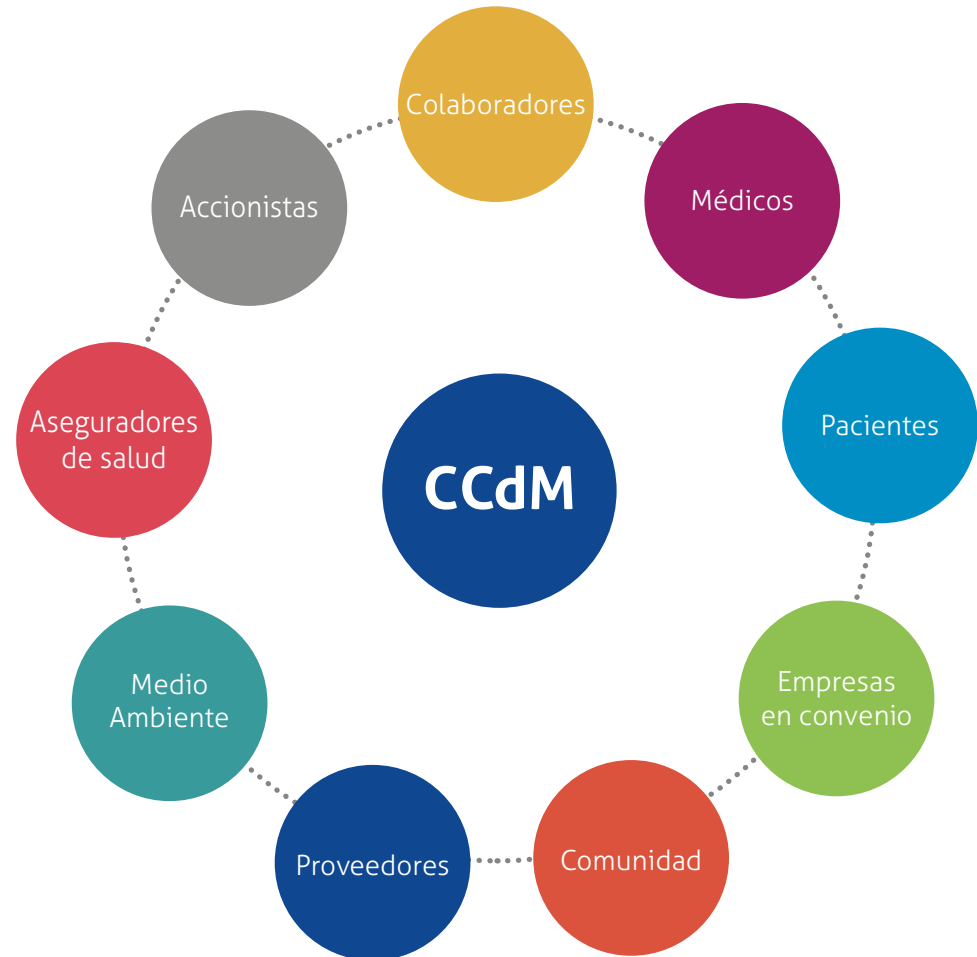 Colaboradores
Médicos
Accionistas
Pacientes
Aseguradores
de salud
CCdM
Empresas
en convenio
Medio
Ambiente
Comunidad
Proveedores